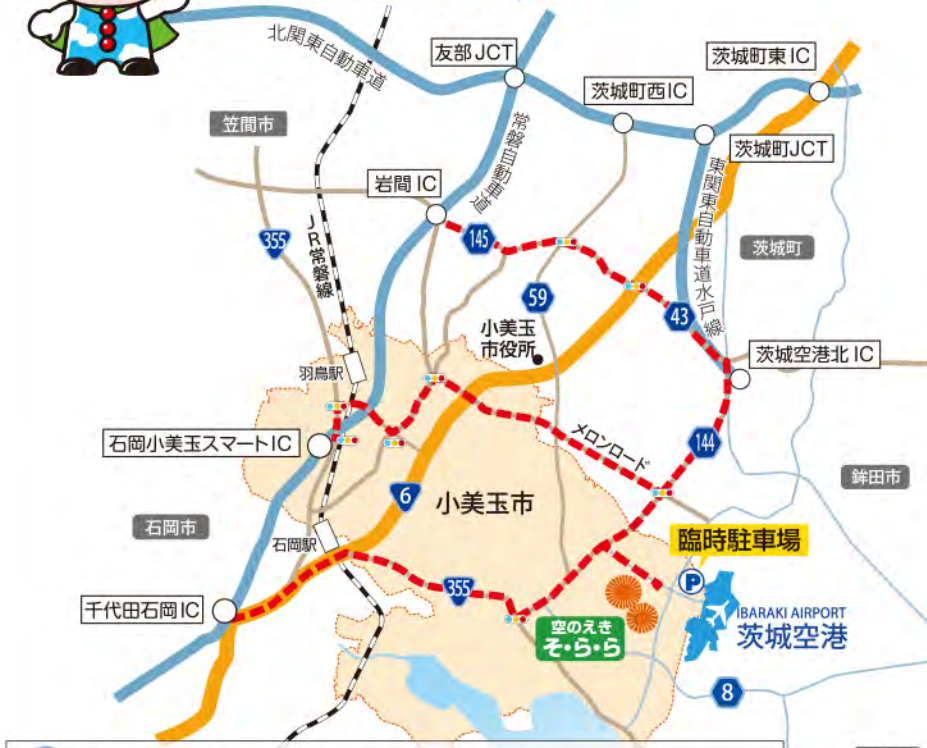 北関東自動車道
友部JCT
茨城町東IC
茨城町西IC
笠間市
常磐自動車道
茨城町JCT
岩間IC
東関東自動車道水戸線
355
JR常磐線
145
茨城町
59
43
小美玉
市役所
羽鳥駅
茨城空港北IC
石岡小美玉スマートIC
メロンロード
144
6
小美玉市
鉾田市
石岡市
石岡駅
臨時駐車場
355
P
千代田石岡IC
IBARAKI AIRPORT
茨城空港
空のえき
そ・ら・ら
8